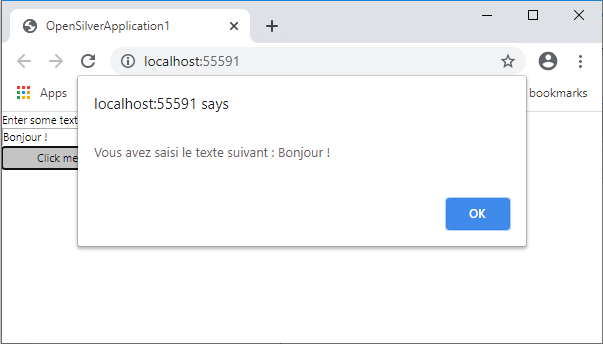 OpenSilverApplication1
localhost:55591
Apps
bookmarks
localhost:55591 says
Vous avez saisi le texte suivant : Bonjour !
OK
Enter some text
Bonjour !
Click me